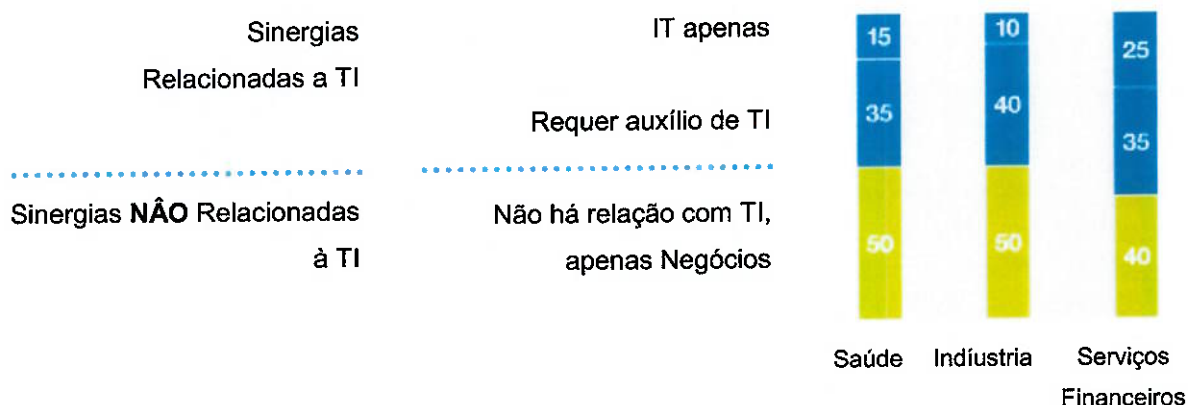 Sinergias
Relacionadas a TI
IT apenas
Requer auxílio de TI
Sinergias NÂO Relacionadas
à TI
Não há relação com TI,
apenas Negócios
15
35
50
10
40
50
25
35
40
Saúde
Indíustria
Serviços
Financeiros